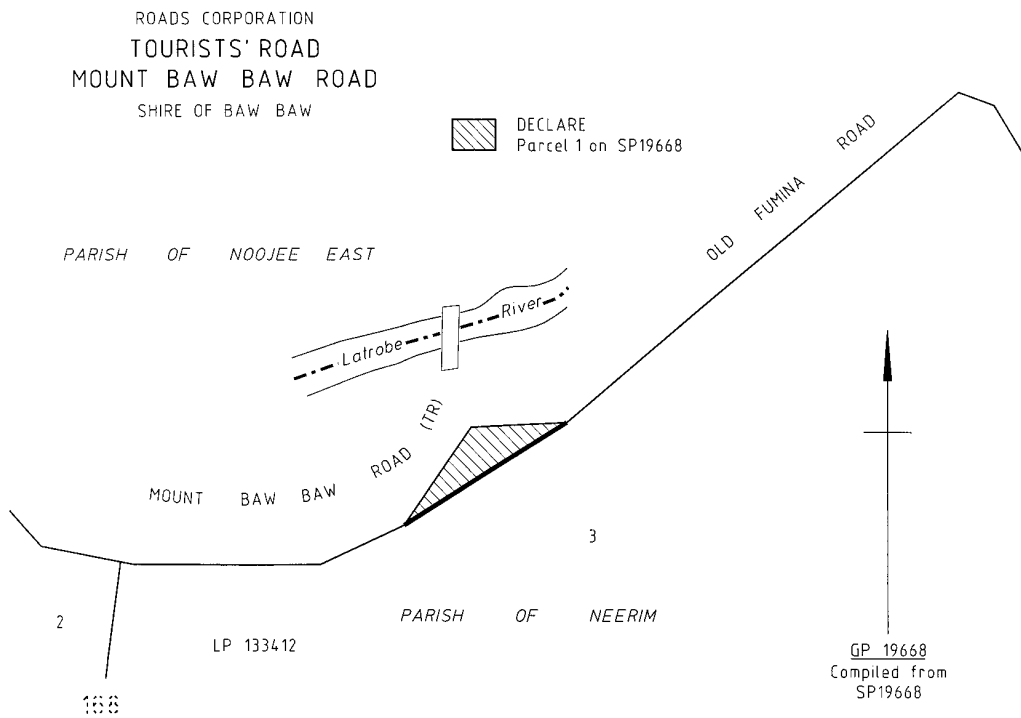 ROADS CORPORATION
TOURISTS' ROAD
MOUNT BAW BAW ROAD
SHIRE OF BAW BAW
DECLARE
Parcel 1 on SP19668
OLD FUMINA ROAD
PARISH OF NOOJEE EAST
Latrobe River
MOUNT BAW BAW ROAD (TR)
3
2
PARISH OF NEERIM
LP 133412
168
GP 19668
Compiled from
SP19668